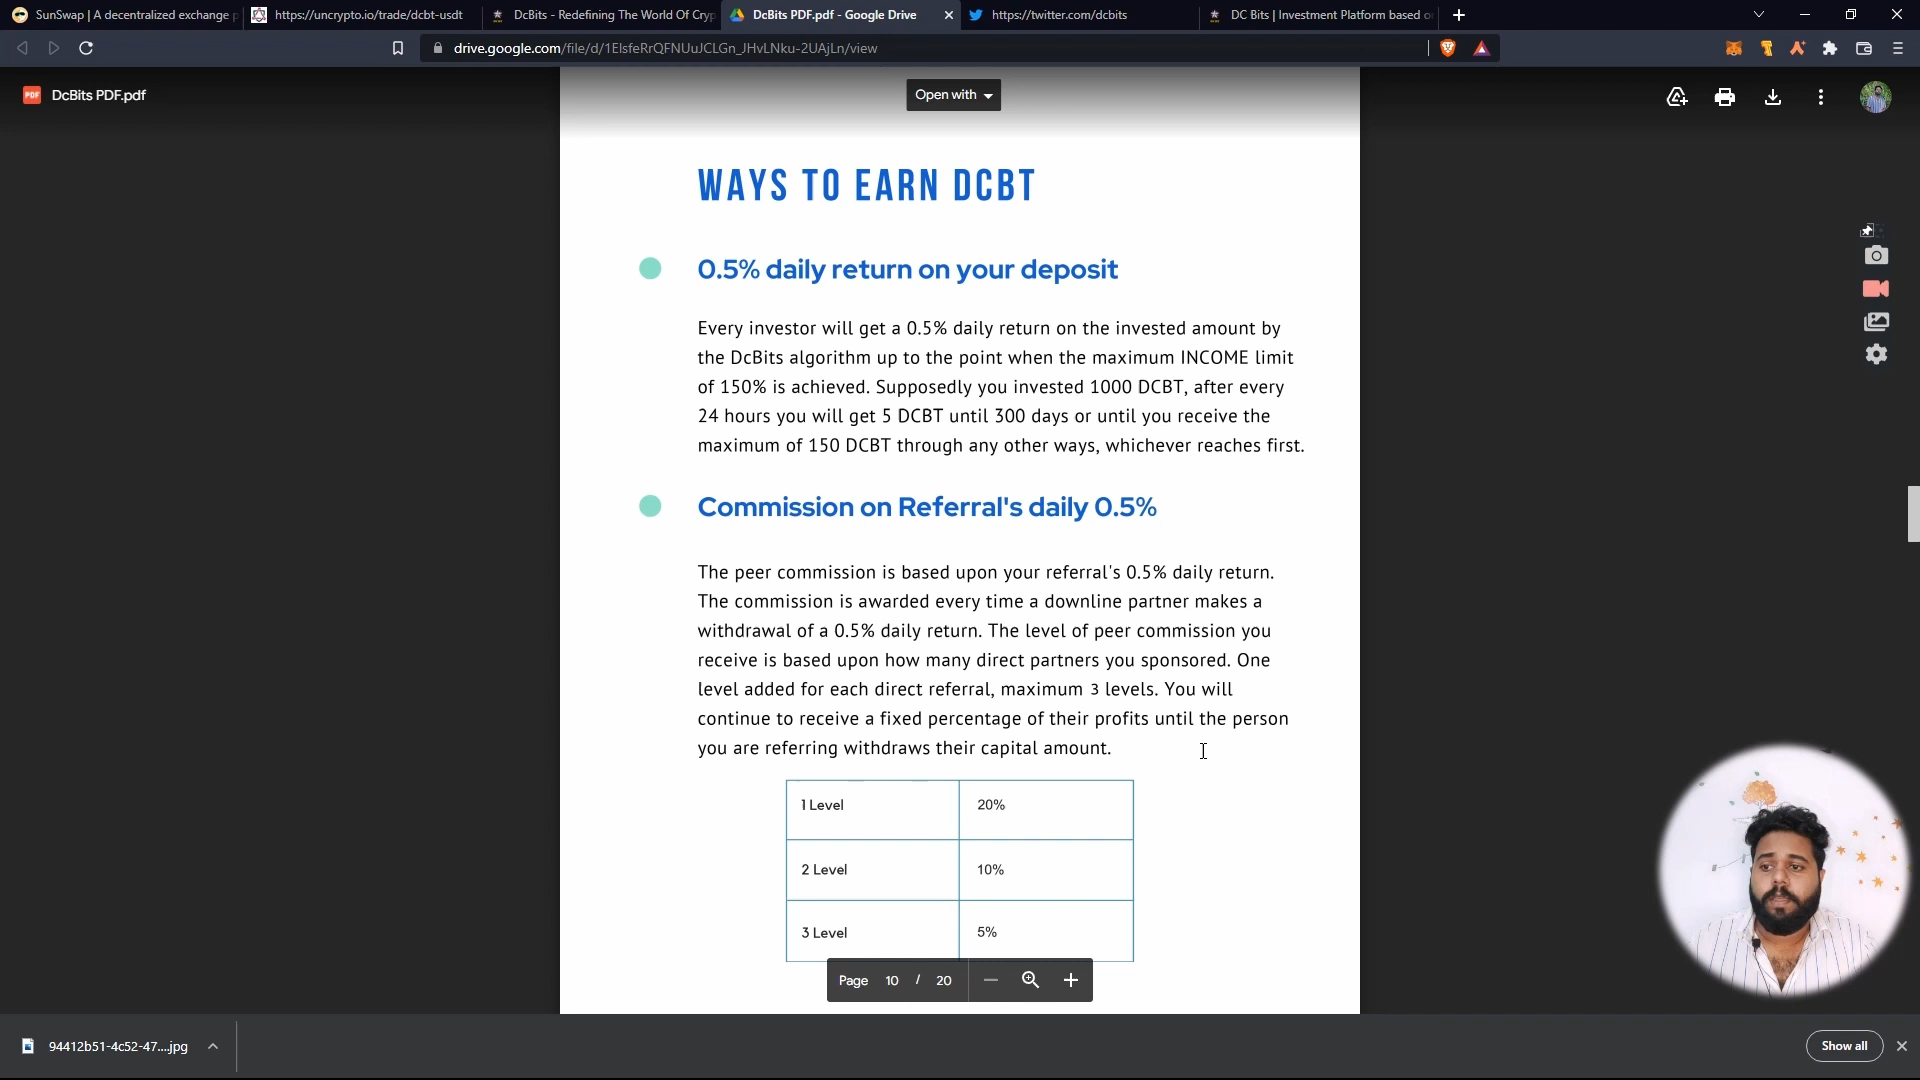 SunSwap | A decentralized exchange p
https://uncrypto.io/trade/dcbt-usdt
DcBits - Redefining The World Of Cryp
DcBits PDF.pdf - Google Drive
https://twitter.com/dcbits
DC Bits | Investment Platform based o
drive.google.com/file/d/1ElsfeRrQFNUuJCLGn_JHvLNku-2UAjLn/view
PDF
DcBits PDF.pdf
Open with
WAYS TO EARN DCBT
0.5% daily return on your deposit
Every investor will get a 0.5% daily return on the invested amount by
the DcBits algorithm up to the point when the maximum INCOME limit
of 150% is achieved. Supposedly you invested 1000 DCBT, after every
24 hours you will get 5 DCBT until 300 days or until you receive the
maximum of 150 DCBT through any other ways, whichever reaches first.
Commission on Referral's daily 0.5%
The peer commission is based upon your referral's 0.5% daily return.
The commission is awarded every time a downline partner makes a
withdrawal of a 0.5% daily return. The level of peer commission you
receive is based upon how many direct partners you sponsored. One
level added for each direct referral, maximum 3 levels. You will
continue to receive a fixed percentage of their profits until the person
you are referring withdraws their capital amount.
1 Level 20%
2 Level 10%
3 Level 5%
Page 10 / 20
94412b51-4c52-47....jpg
Show all